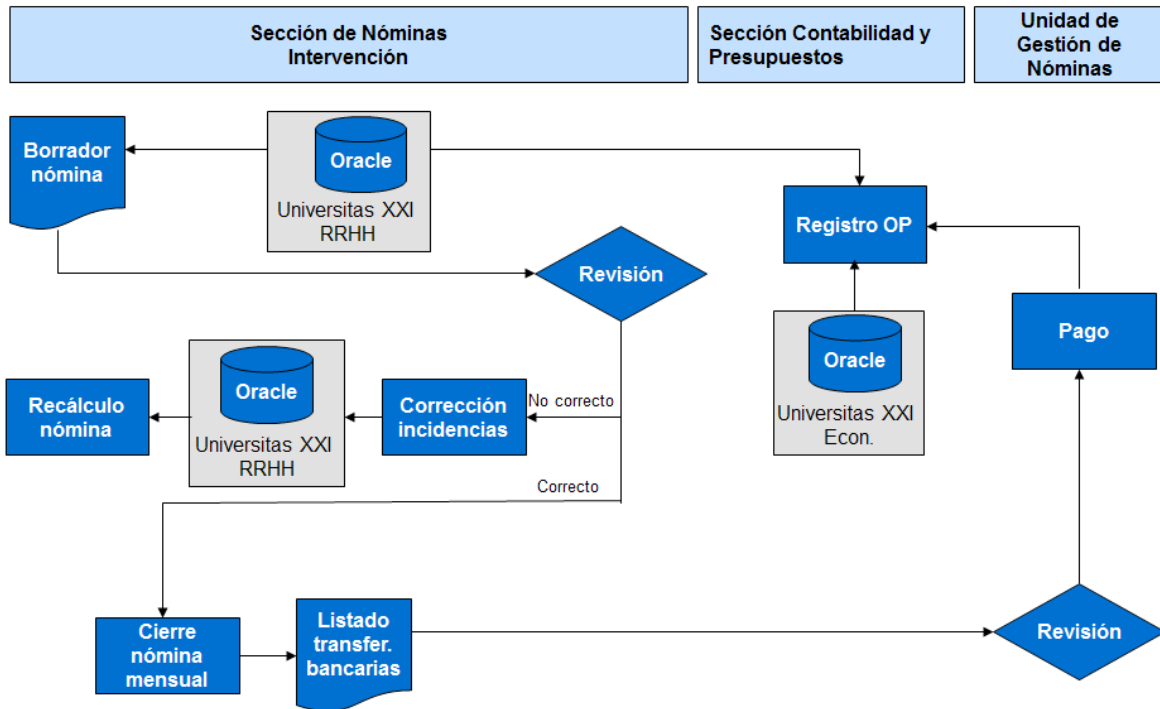 Sección de Nóminas
Intervención
Sección Contabilidad y
Presupuestos
Unidad de
Gestión de
Nóminas
Borrador
nómina
Oracle
Universitas XXI
RRHH
Registro OP
Revisión
Pago
Oracle
Universitas XXI
Econ.
Recálculo
nómina
Oracle
Universitas XXI
RRHH
Corrección
incidencias
No correcto
Correcto
Cierre
nómina
mensual
Listado
transfer.
bancarias
Revisión